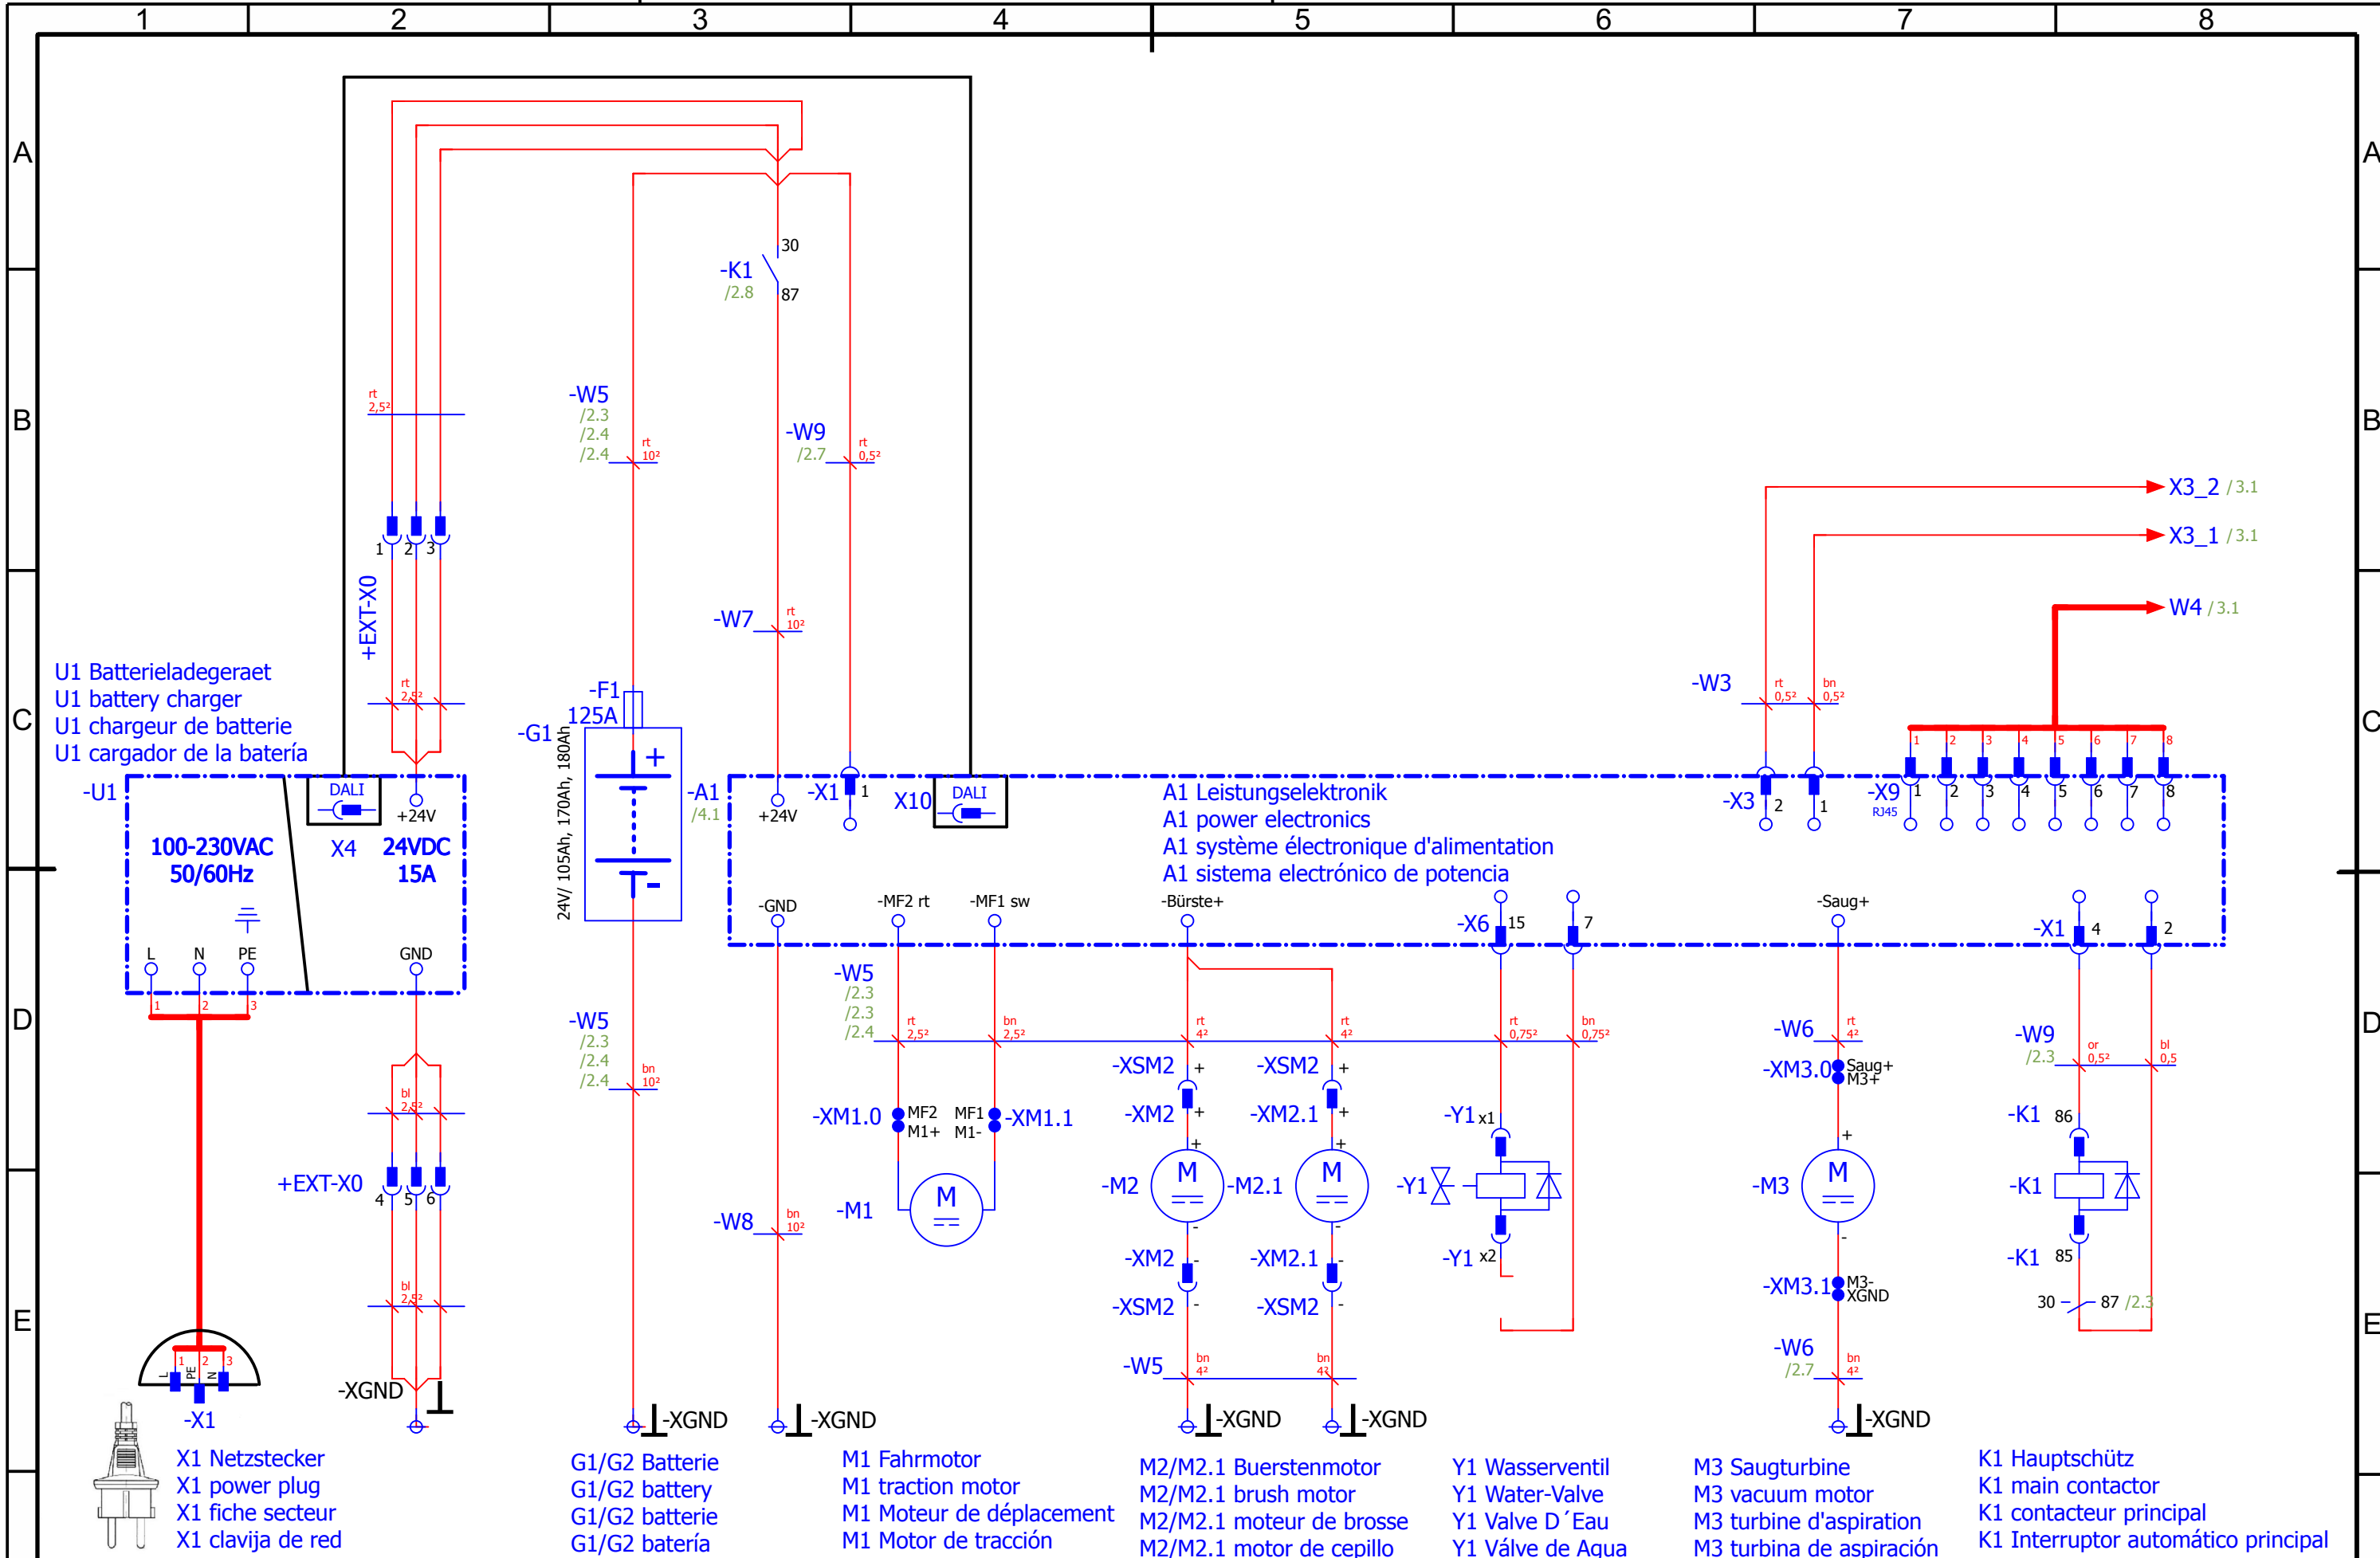 1 2 3 4 5 6 7 8
A A
30
-K1
/2.8
87
rt
2,5²
B B
-W5
/2.3
/2.4
/2.4
rt
10²
-W9
/2.7
rt
0,5²
X3_2 / 3.1
X3_1 / 3.1
W4 / 3.1
1 2 3
+EXT-X0
-W7
rt
10²
rt
2,5²
-W3
rt
0,5²
bn
0,5²
C C
U1 Batterieladegeraet
U1 battery charger
U1 chargeur de batterie
U1 cargador de la batería
-F1
125A
-G1
24V/ 105Ah, 170Ah, 180Ah
+
-
1 2 3 4 5 6 7 8
-U1
DALI
+24V
100-230VAC
50/60Hz
X4
24VDC
15A
L N PE
GND
-A1
/4.1
+24V
-X1 1
X10
DALI
A1 Leistungselektronik
A1 power electronics
A1 système électronique d'alimentation
A1 sistema electrónico de potencia
-X3 2 1
-X9
RJ45
1 2 3 4 5 6 7 8
-GND
-MF2 rt
-MF1 sw
-Bürste+
-X6 15 7
-Saug+
-X1 4 2
D D
1 2 3
-W5
/2.3
/2.4
/2.4
bn
10²
-W5
/2.3
/2.3
/2.4
rt
2,5²
bn
2,5²
rt
4²
rt
4²
rt
0,75²
bn
0,75²
-W6
rt
4²
-W9
/2.3
or
0,5²
bl
0,5
bl
2,5²
-XSM2 +
-XSM2 +
-XM3.0
Saug+
M3+
-XM1.0
MF2
M1+
MF1
M1-
-XM1.1
-XM2 +
-XM2.1 +
-Y1 x1
-K1 86
+EXT-X0
4 5 6
-M1
M
-M2
M
+
-
-M2.1
M
+
-
-Y1
-M3
M
+
-
-K1
-W8
bn
10²
-XM2 -
-XM2.1 -
-Y1 x2
-K1 85
bl
2,5²
-XSM2 -
-XSM2 -
-XM3.1
M3-
XGND
30 87 /2.3
E E
1 2 3
L PE N
-W5
bn
4²
bn
4²
-W6
/2.7
bn
4²
-XGND
-X1
-XGND
-XGND
-XGND
-XGND
-XGND
X1 Netzstecker
X1 power plug
X1 fiche secteur
X1 clavija de red
G1/G2 Batterie
G1/G2 battery
G1/G2 batterie
G1/G2 batería
M1 Fahrmotor
M1 traction motor
M1 Moteur de déplacement
M1 Motor de tracción
M2/M2.1 Buerstenmotor
M2/M2.1 brush motor
M2/M2.1 moteur de brosse
M2/M2.1 motor de cepillo
Y1 Wasserventil
Y1 Water-Valve
Y1 Valve D´Eau
Y1 Válve de Agua
M3 Saugturbine
M3 vacuum motor
M3 turbine d'aspiration
M3 turbina de aspiración
K1 Hauptschütz
K1 main contactor
K1 contacteur principal
K1 Interruptor automático principal